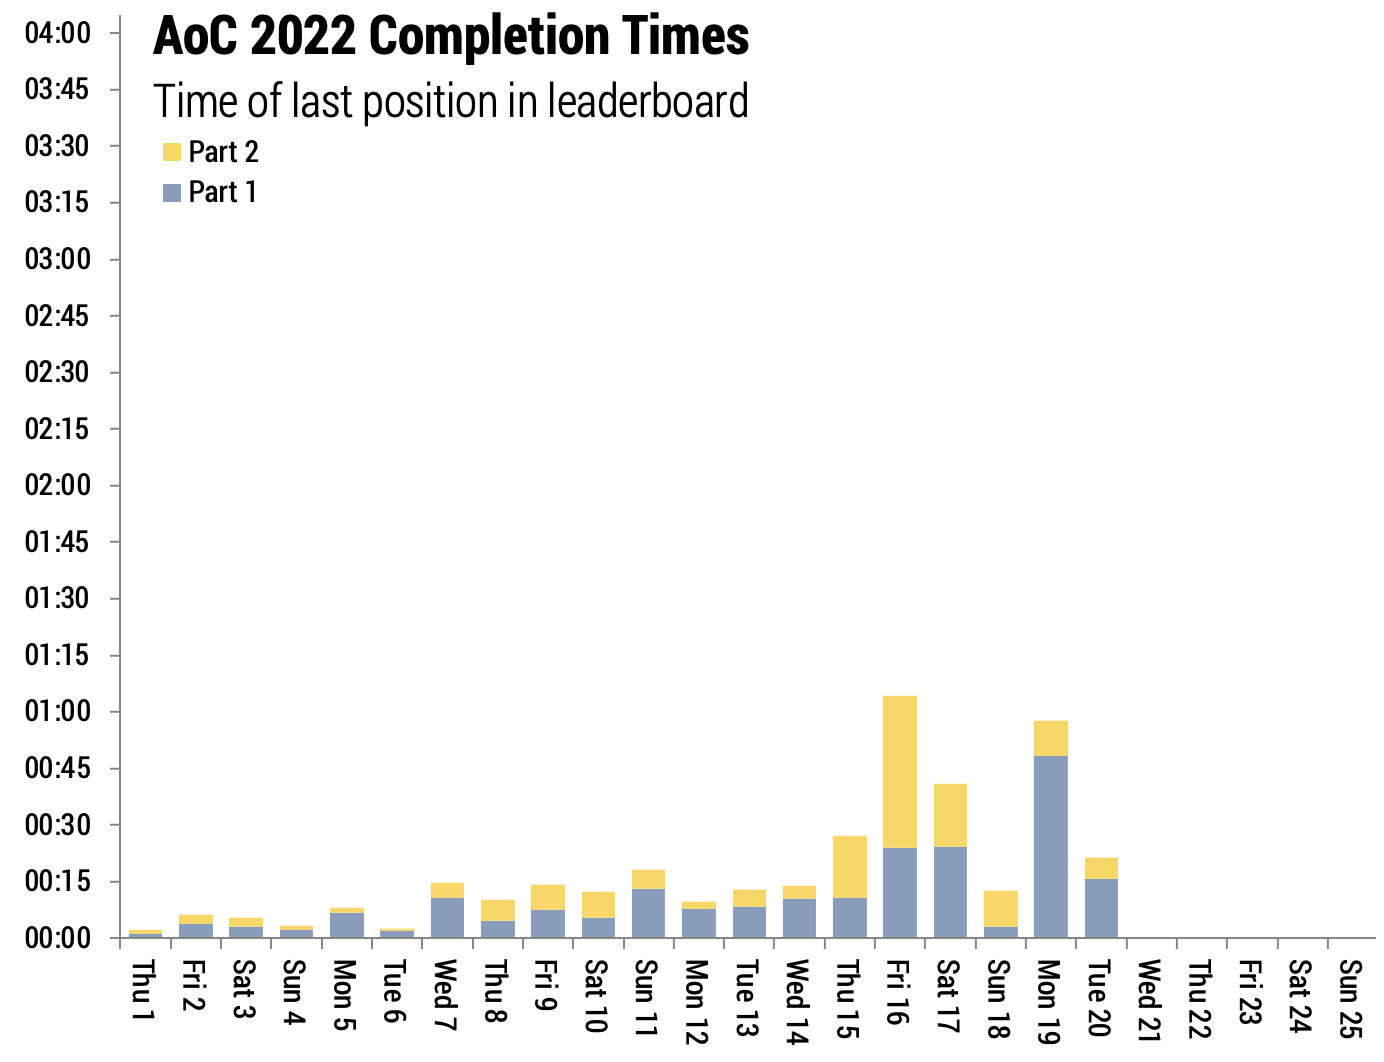 AoC 2022 Completion Times
Time of last position in leaderboard
Part 2
Part 1
04:00
03:45
03:30
03:15
03:00
02:45
02:30
02:15
02:00
01:45
01:30
01:15
01:00
00:45
00:30
00:15
00:00
Thu 1
Fri 2
Sat 3
Sun 4
Mon 5
Tue 6
Wed 7
Thu 8
Fri 9
Sat 10
Sun 11
Mon 12
Tue 13
Wed 14
Thu 15
Fri 16
Sat 17
Sun 18
Mon 19
Tue 20
Wed 21
Thu 22
Fri 23
Sat 24
Sun 25